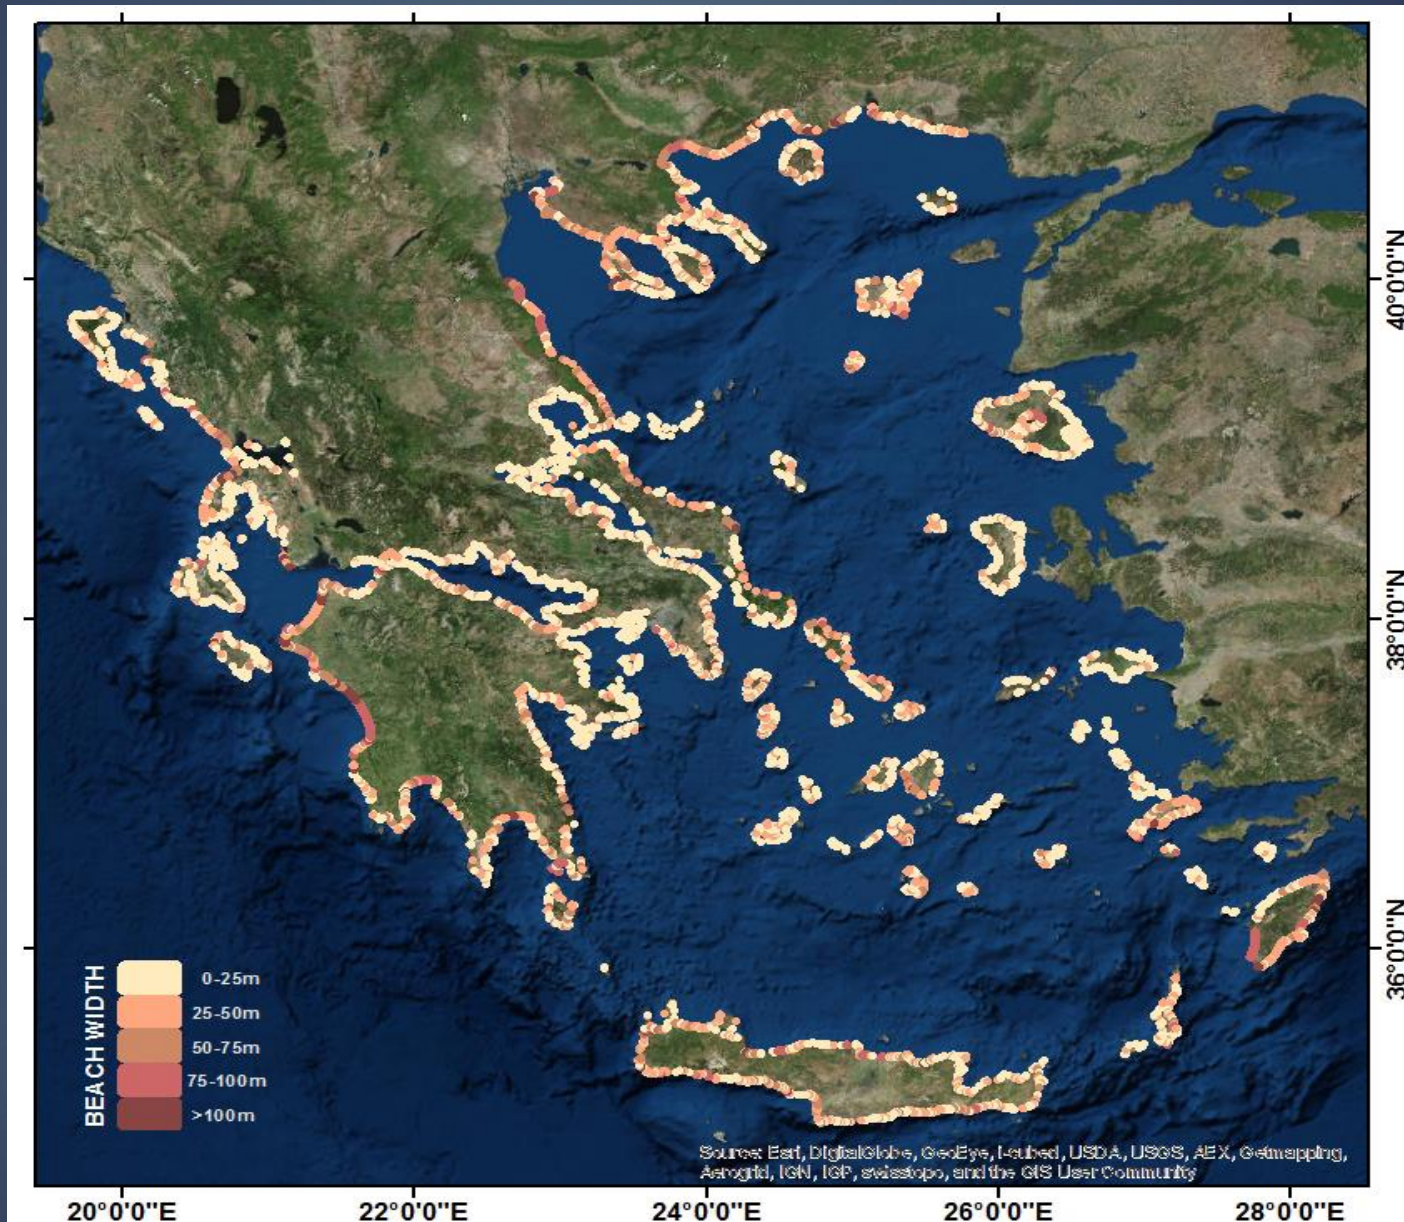 40°0'0"N
38°0'0"N
36°0'0"N
BEACH WIDTH
0-25m
25-50m
50-75m
75-100m
>100m
Source: Esri, DigitalGlobe, GeoEye, i-cubed, USDA, USGS, AEX, Getmapping,
Aerogrid, IGN, IGP, swisstopo, and the GIS User Community
20°0'0"E
22°0'0"E
24°0'0"E
26°0'0"E
28°0'0"E